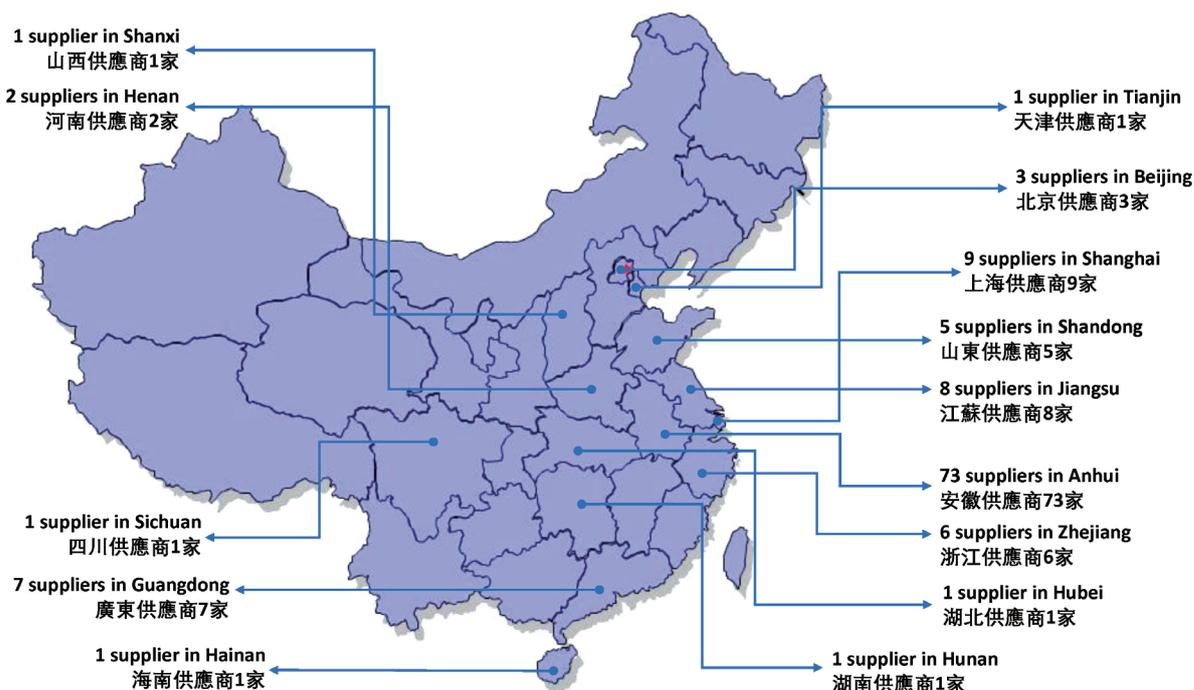 1 supplier in Shanxi
山西供應商1家
2 suppliers in Henan
河南供應商2家
1 supplier in Tianjin
天津供應商1家
3 suppliers in Beijing
北京供應商3家
9 suppliers in Shanghai
上海供應商9家
5 suppliers in Shandong
山東供應商5家
8 suppliers in Jiangsu
江蘇供應商8家
73 suppliers in Anhui
安徽供應商73家
1 supplier in Sichuan
四川供應商1家
6 suppliers in Zhejiang
浙江供應商6家
7 suppliers in Guangdong
廣東供應商7家
1 supplier in Hubei
湖北供應商1家
1 supplier in Hainan
海南供應商1家
1 supplier in Hunan
湖南供應商1家